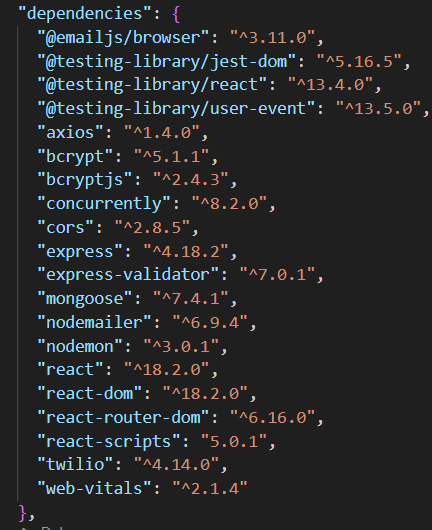 "dependencies": {
"@emailjs/browser": "^3.11.0",
"@testing-library/jest-dom": "^5.16.5",
"@testing-library/react": "^13.4.0",
"@testing-library/user-event": "^13.5.0",
"axios": "^1.4.0",
"bcrypt": "^5.1.1",
"bcryptjs": "^2.4.3",
"concurrently": "^8.2.0",
"cors": "^2.8.5",
"express": "^4.18.2",
"express-validator": "^7.0.1",
"mongoose": "^7.4.1",
"nodemailer": "^6.9.4",
"nodemon": "^3.0.1",
"react": "^18.2.0",
"react-dom": "^18.2.0",
"react-router-dom": "^6.16.0",
"react-scripts": "5.0.1",
"twilio": "^4.14.0",
"web-vitals": "^2.1.4"
},